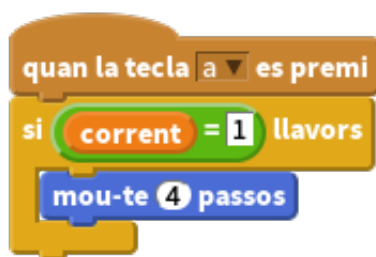 quan la tecla a es premi
si corrent = 1 llavors
mou-te 4 passos